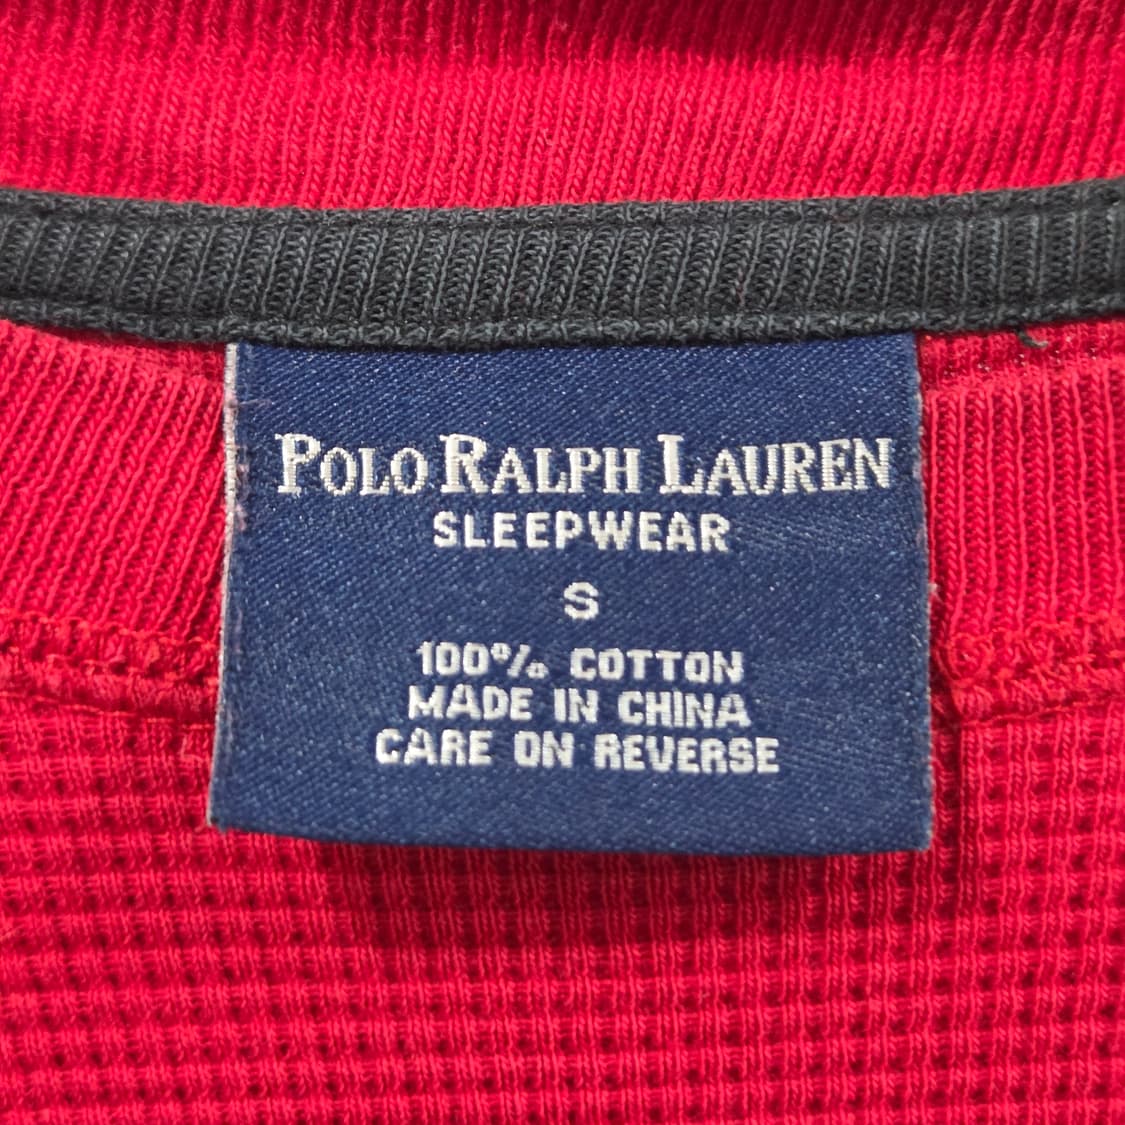 POLO RALPH LAUREN
SLEEPWEAR
S
100% COTTON
MADE IN CHINA
CARE ON REVERSE